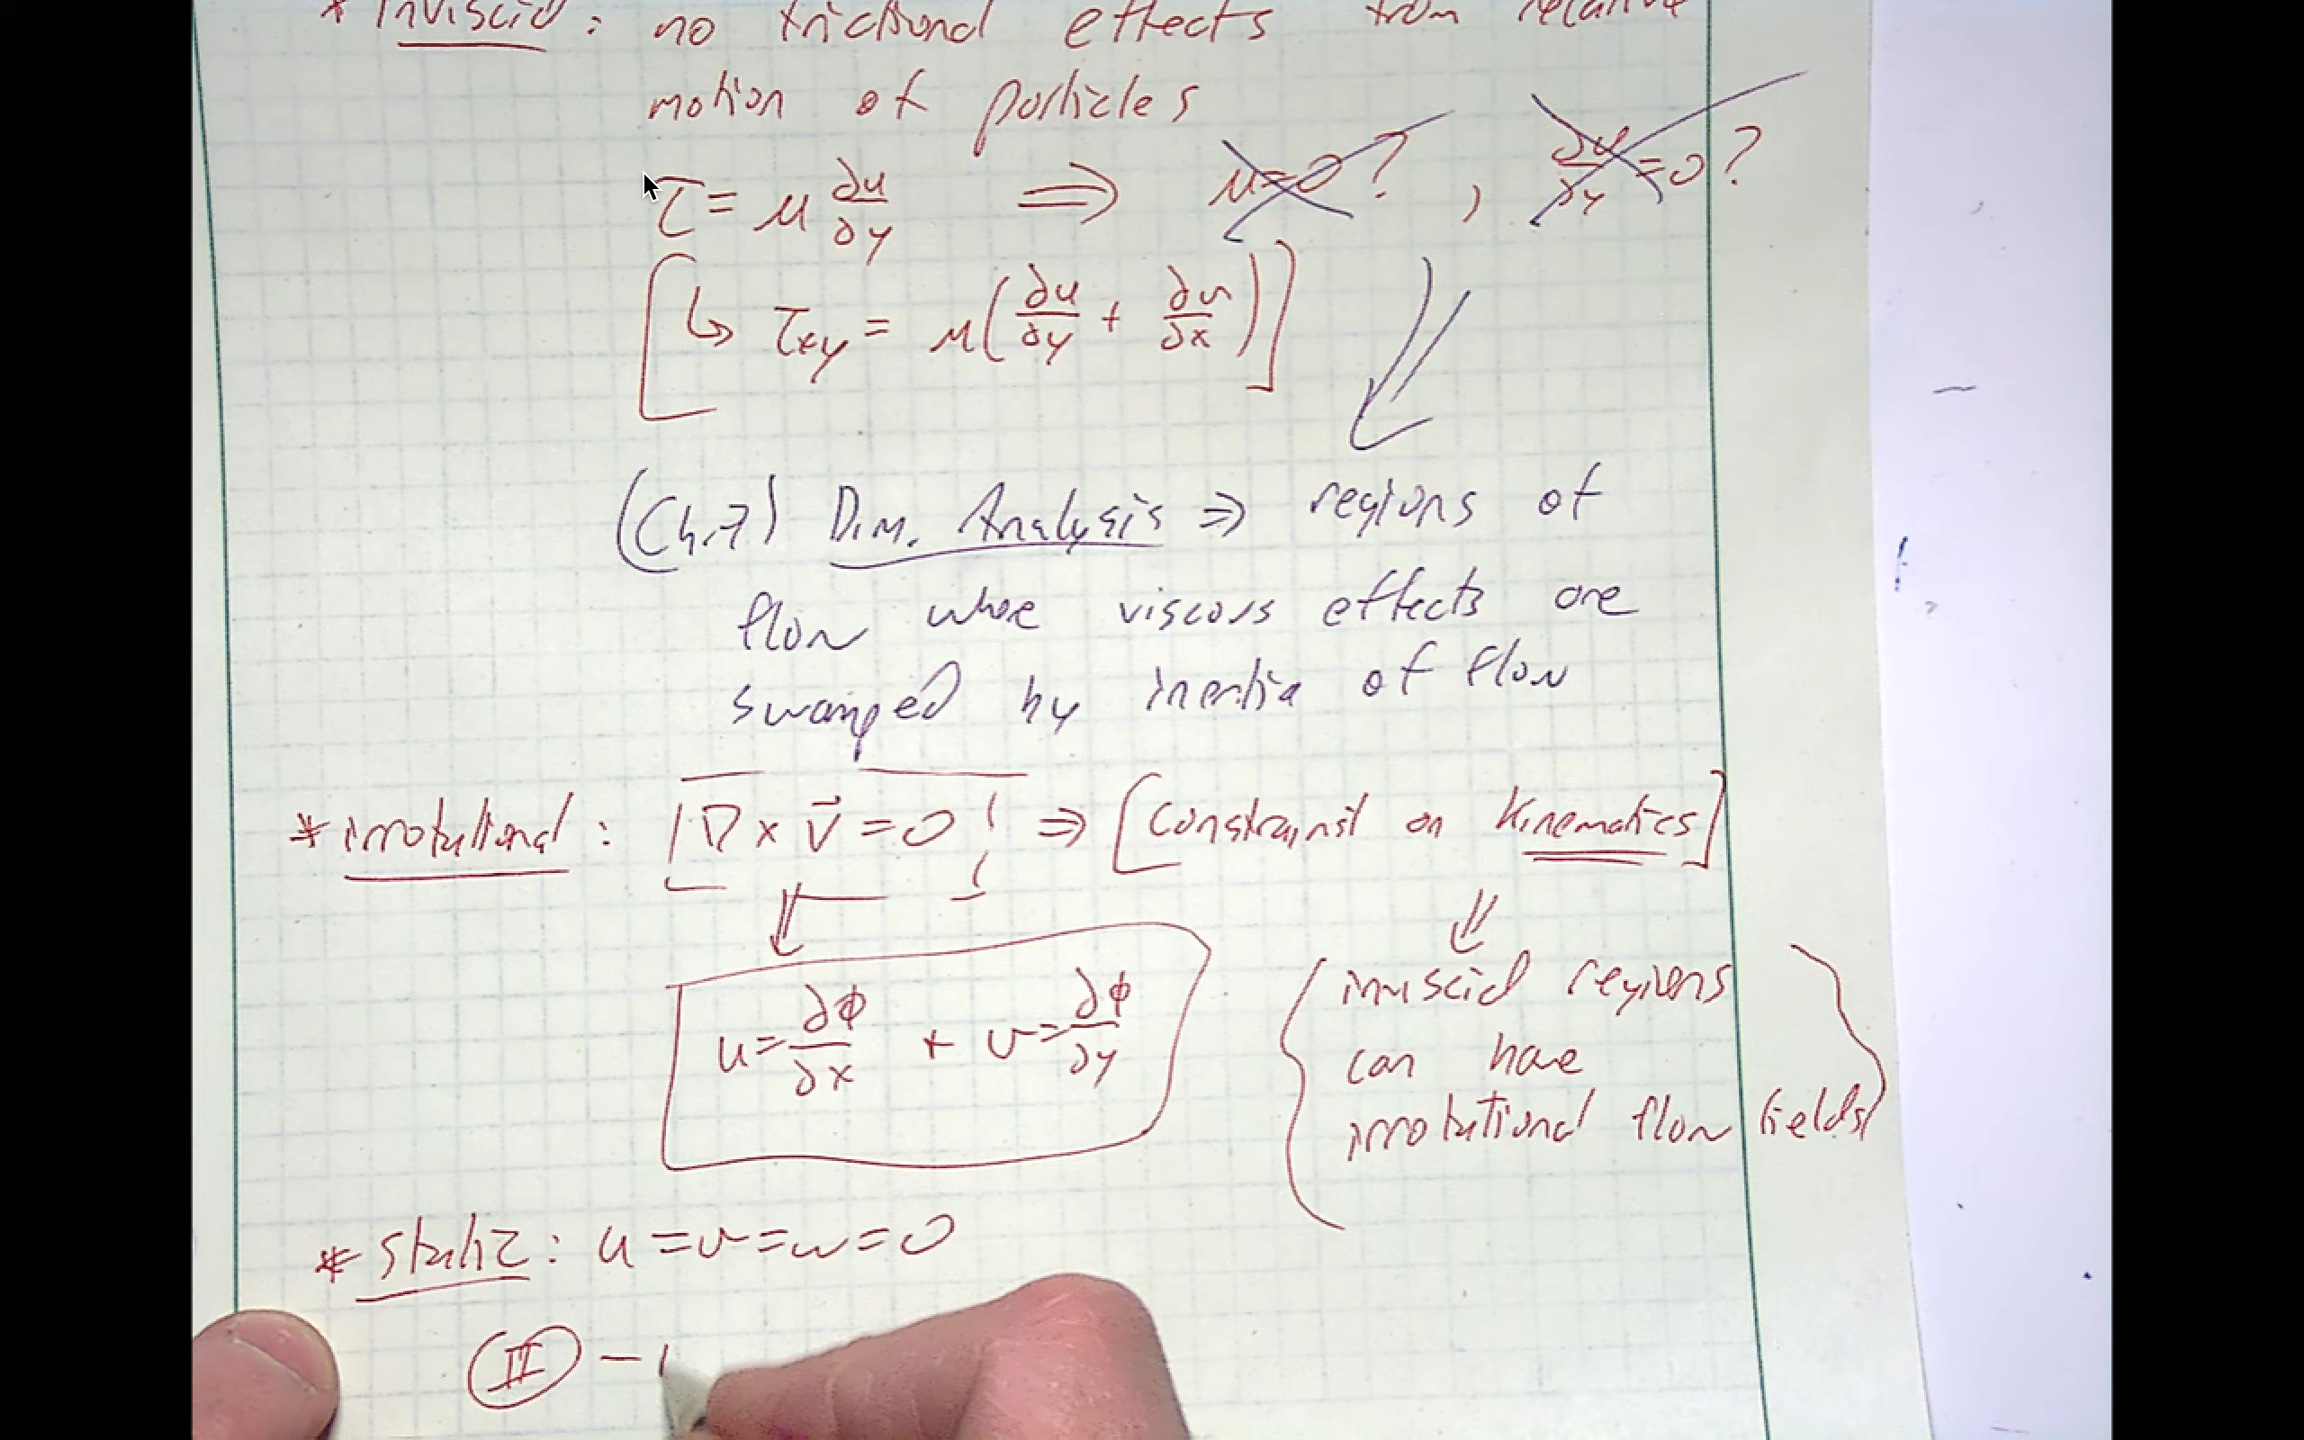 * Inviscid : no frictional effects from relative
motion of particles
τ = μ ∂u/∂y ⟹ μ=0 ? , ∂u/∂y = 0 ?
[ ↳ τxy = μ( ∂u/∂y + ∂v/∂x ) ]
(Ch.7) Dim. Analysis ⇒ regions of
flow where viscous effects are
swamped by inertia of flow
* irrotational : ∇ × V⃗ = 0 ⇒ [Constrainst on Kinematics]
u = ∂φ/∂x + v = ∂φ/∂y
inviscid regions
can have
irrotational flow fields
* Static : u = v = w = 0
II –